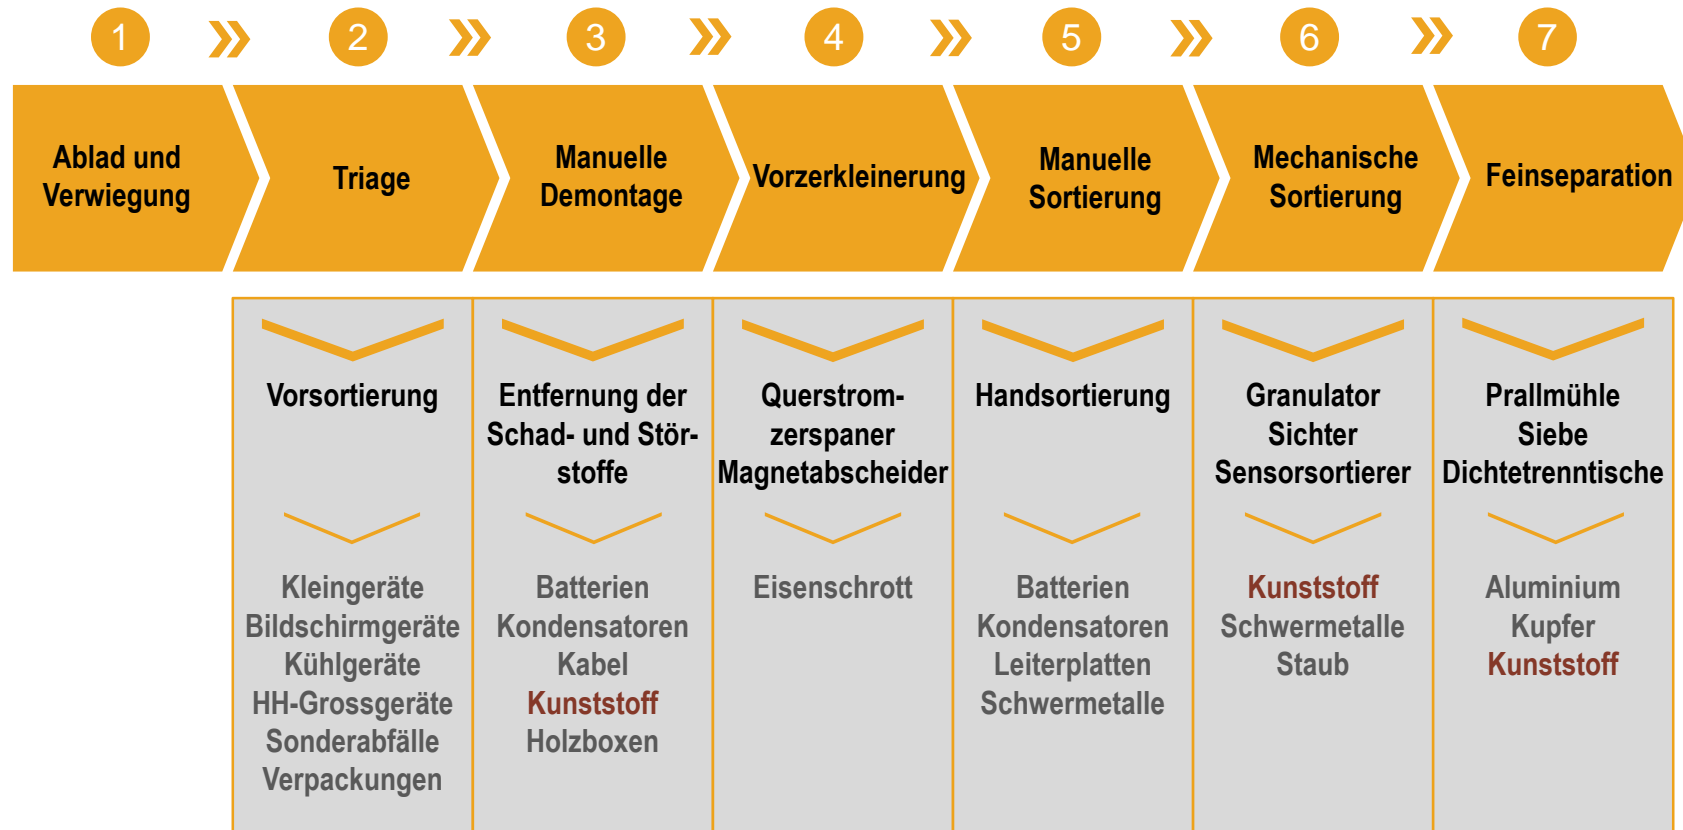 1
2
3
4
5
6
7
Ablad und
Verwiegung
Triage
Manuelle
Demontage
Vorzerkleinerung
Manuelle
Sortierung
Mechanische
Sortierung
Feinseparation
Vorsortierung
Kleingeräte
Bildschirmgeräte
Kühlgeräte
HH-Grossgeräte
Sonderabfälle
Verpackungen
Entfernung der
Schad- und Stör-
stoffe
Batterien
Kondensatoren
Kabel
Kunststoff
Holzboxen
Querstrom-
zerspaner
Magnetabscheider
Eisenschrott
Handsortierung
Batterien
Kondensatoren
Leiterplatten
Schwermetalle
Granulator
Sichter
Sensorsortierer
Kunststoff
Schwermetalle
Staub
Prallmühle
Siebe
Dichtetrenntische
Aluminium
Kupfer
Kunststoff